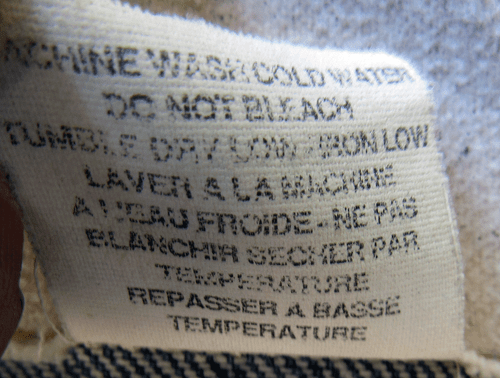 MACHINE WASH COLD WATER
DO NOT BLEACH
TUMBLE DRY LOW - IRON LOW
LAVER A LA MACHINE
A L'EAU FROIDE - NE PAS
BLANCHIR SECHER PAR
TEMPERATURE
REPASSER A BASSE
TEMPERATURE